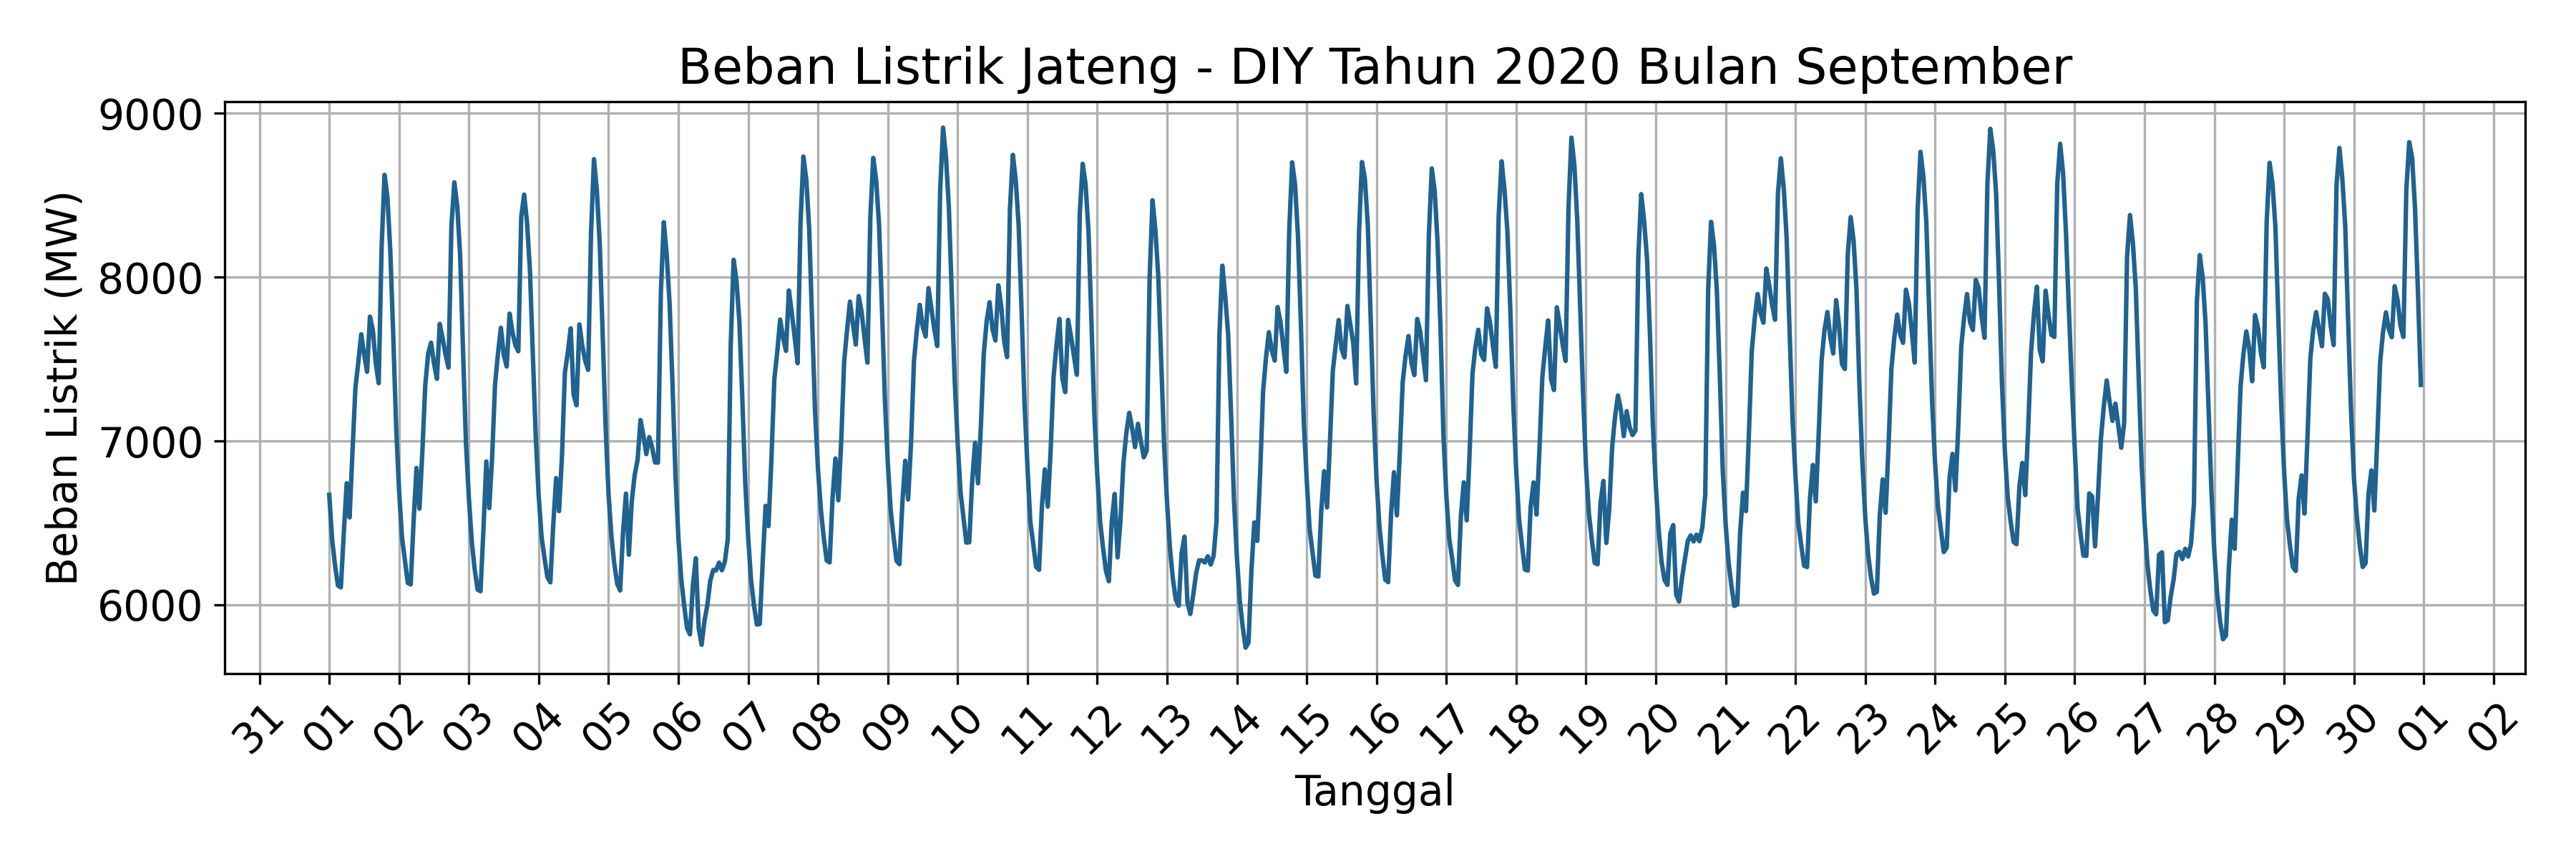 Beban Listrik Jateng - DIY Tahun 2020 Bulan September
Beban Listrik (MW)
9000
8000
7000
6000
31 01 02 03 04 05 06 07 08 09 10 11 12 13 14 15 16 17 18 19 20 21 22 23 24 25 26 27 28 29 30 01 02
Tanggal